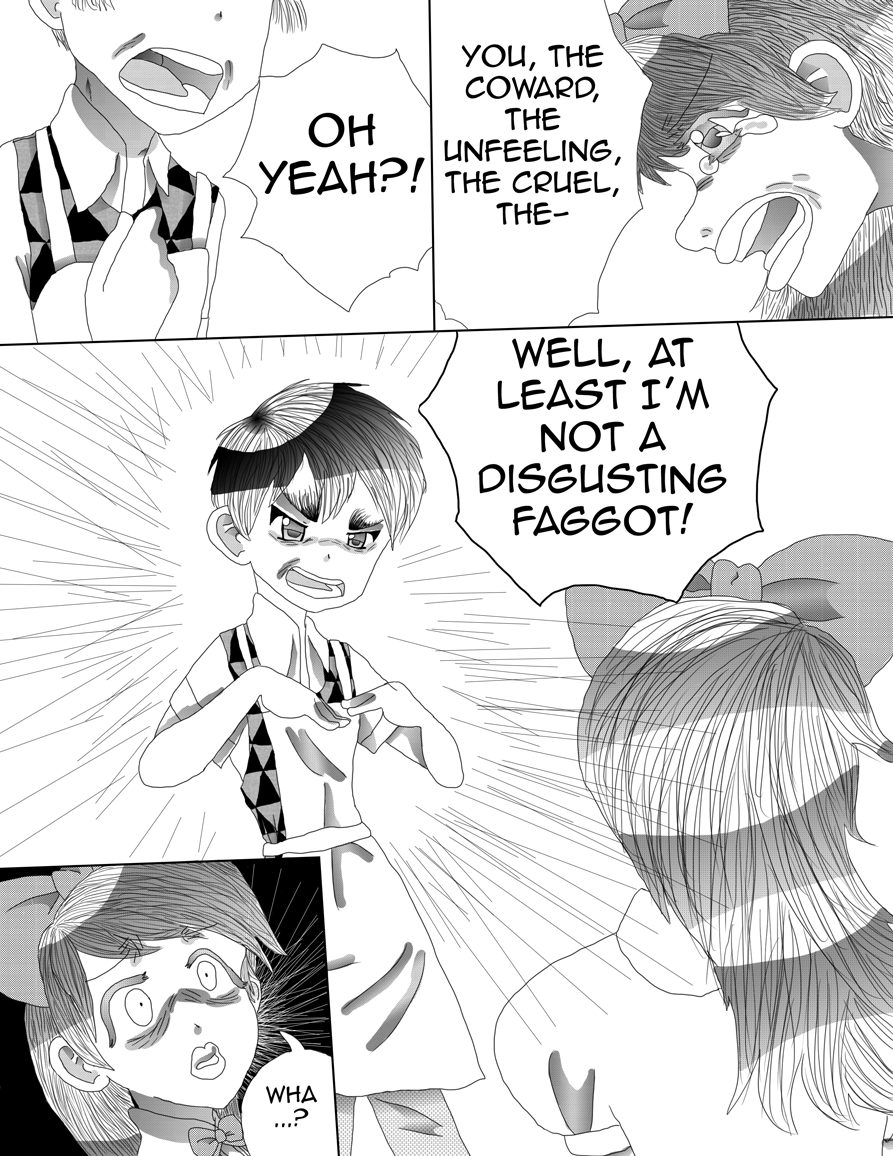 YOU, THE
COWARD,
THE
UNFEELING,
THE CRUEL,
THE-
OH
YEAH?!
WELL, AT
LEAST I'M
NOT A
DISGUSTING
FAGGOT!
WHA
...?